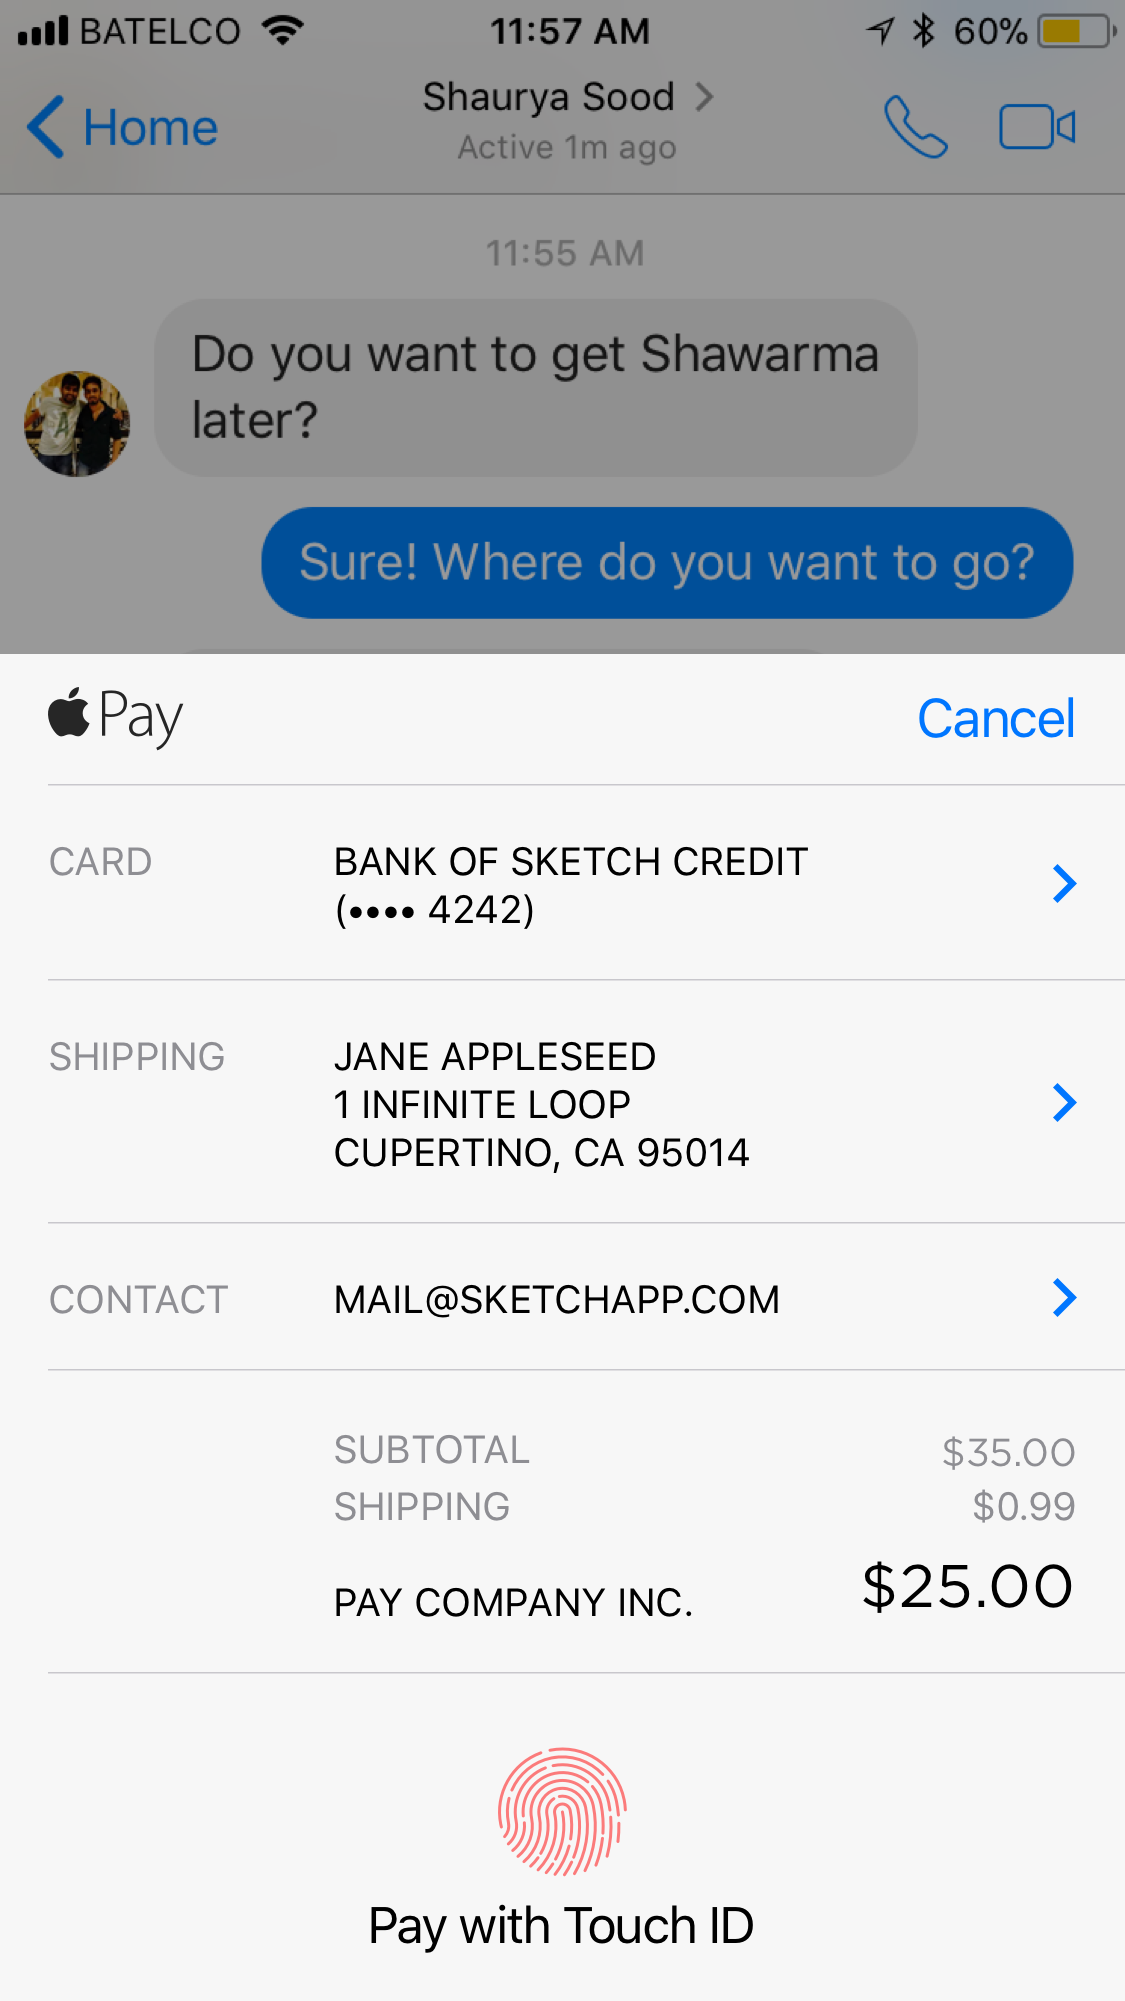 BATELCO
11:57 AM
60%
Home
Shaurya Sood
Active 1m ago
11:55 AM
Do you want to get Shawarma
later?
Sure! Where do you want to go?
Pay
Cancel
CARD
BANK OF SKETCH CREDIT
(•••• 4242)
SHIPPING
JANE APPLESEED
1 INFINITE LOOP
CUPERTINO, CA 95014
CONTACT
MAIL@SKETCHAPP.COM
SUBTOTAL $35.00
SHIPPING $0.99
PAY COMPANY INC. $25.00
Pay with Touch ID